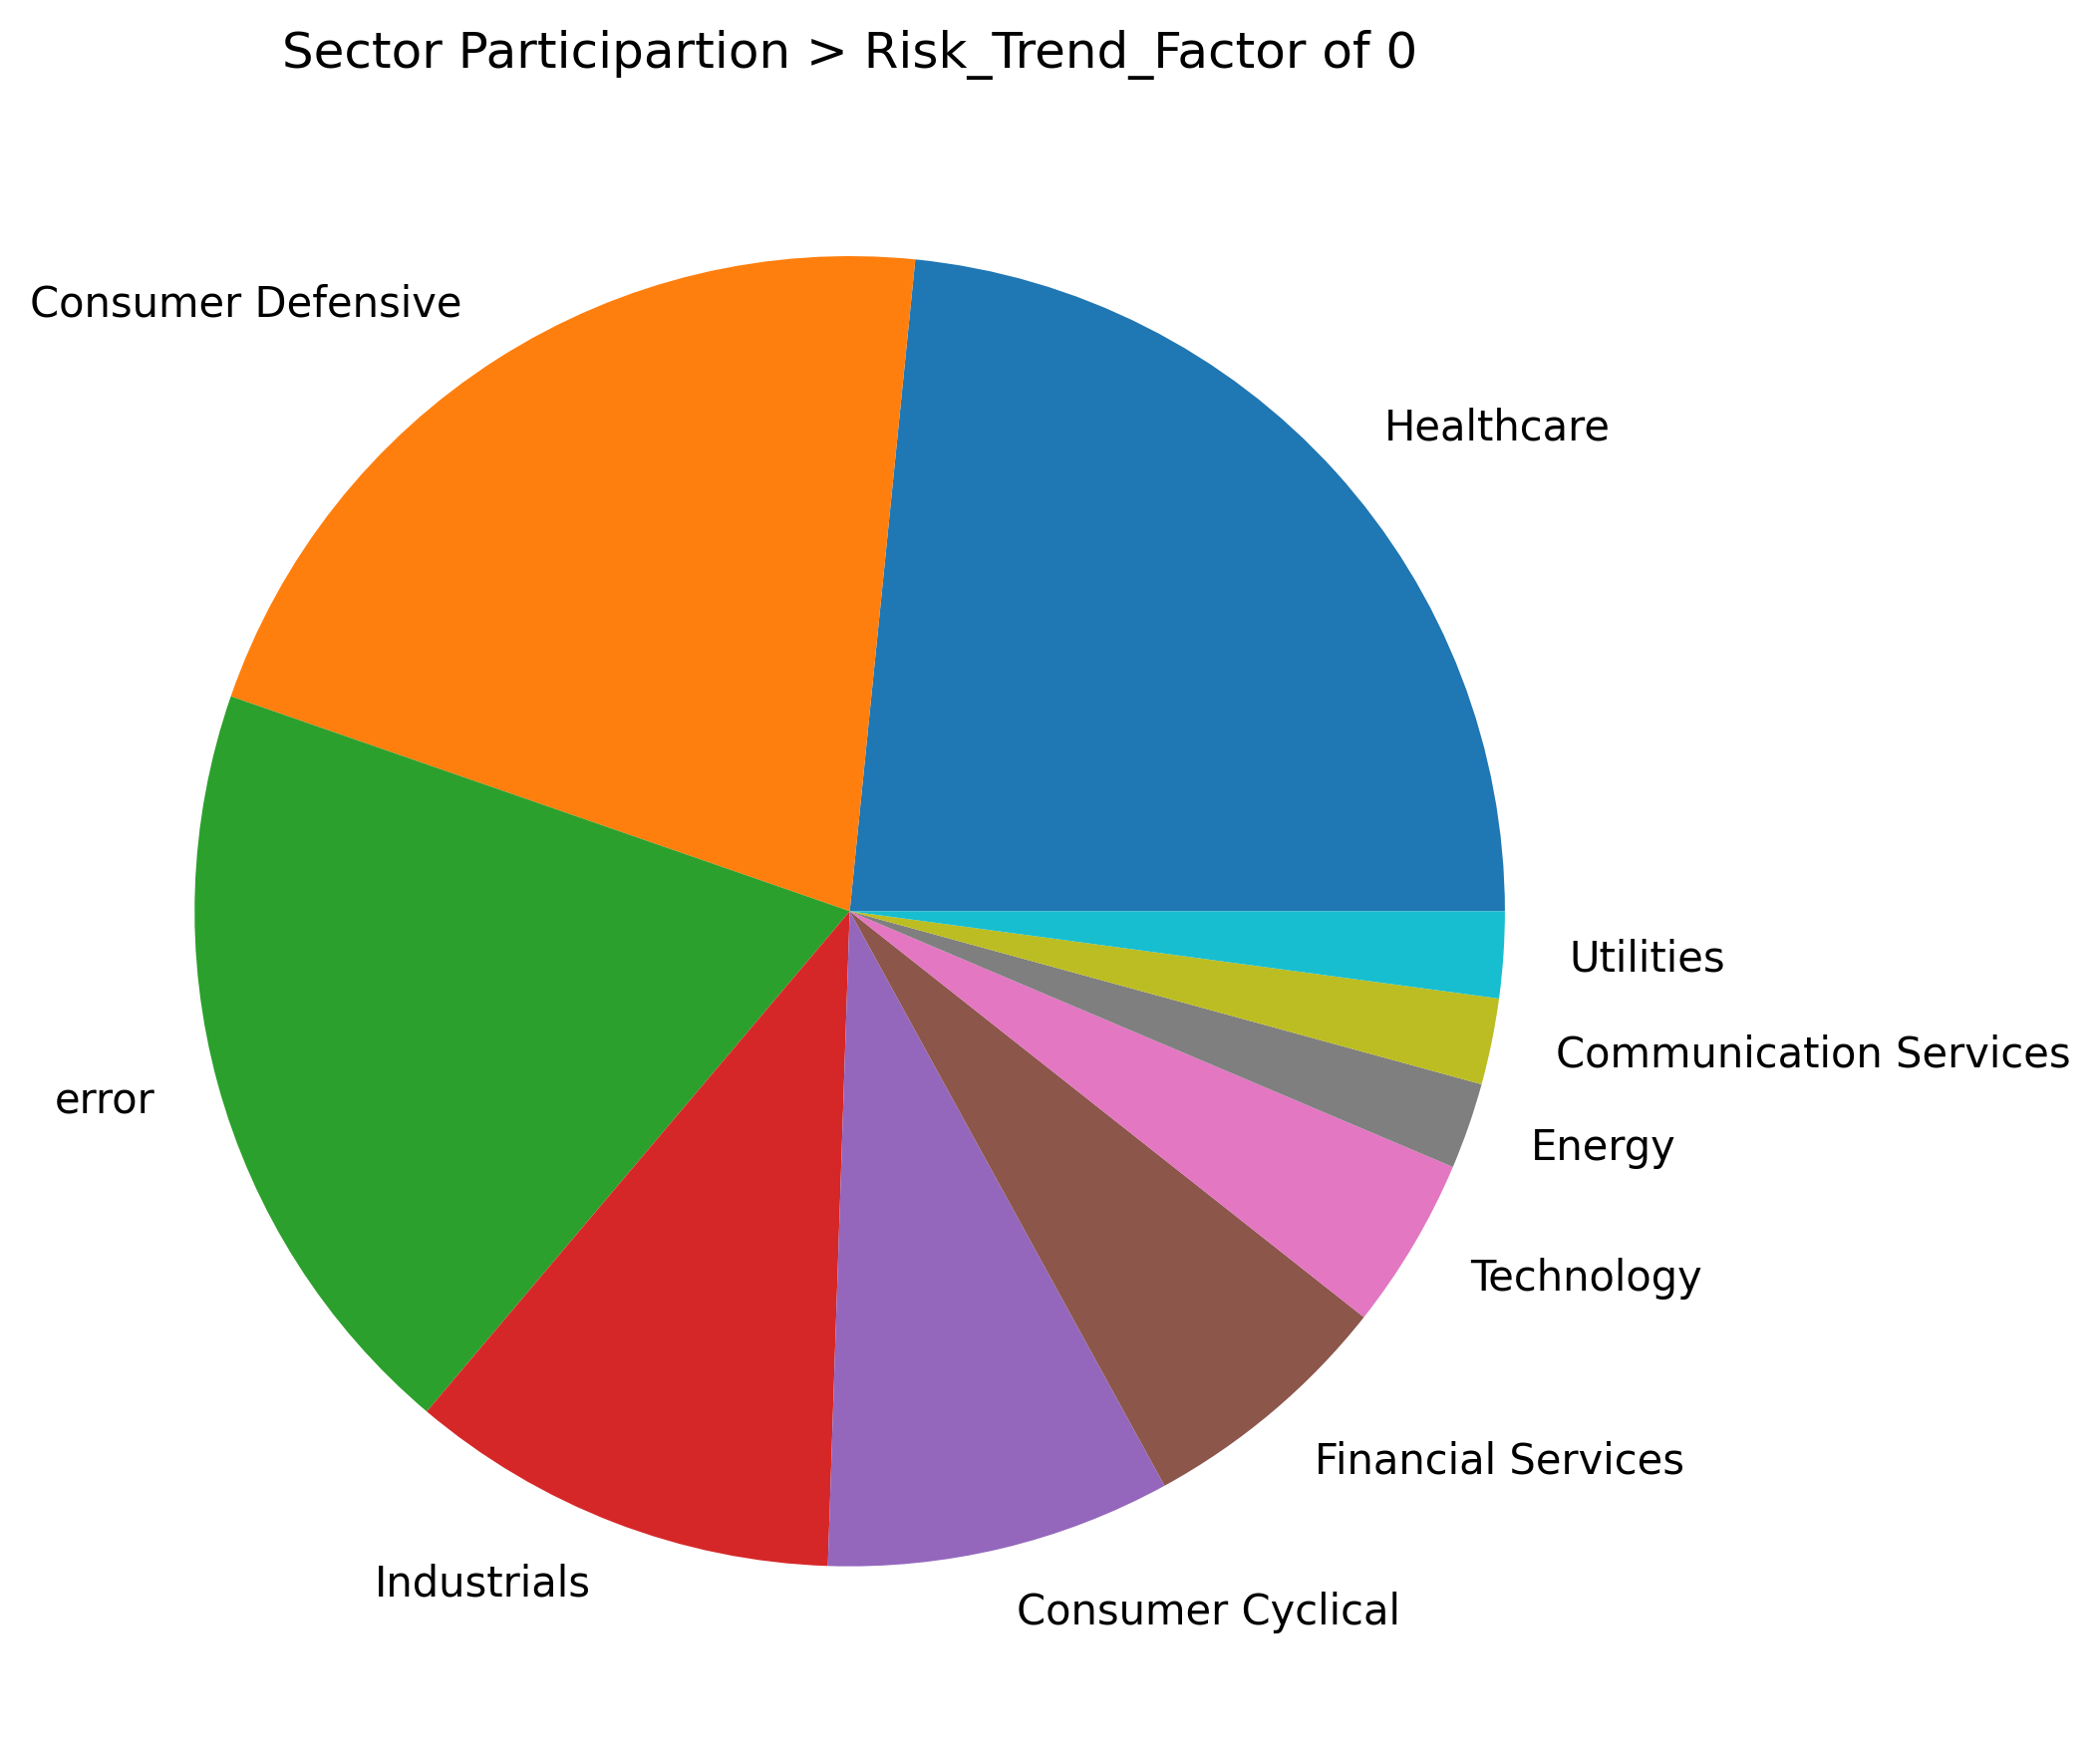 Sector Participartion > Risk_Trend_Factor of 0
Consumer Defensive
Healthcare
Utilities
Communication Services
error
Energy
Technology
Financial Services
Industrials
Consumer Cyclical